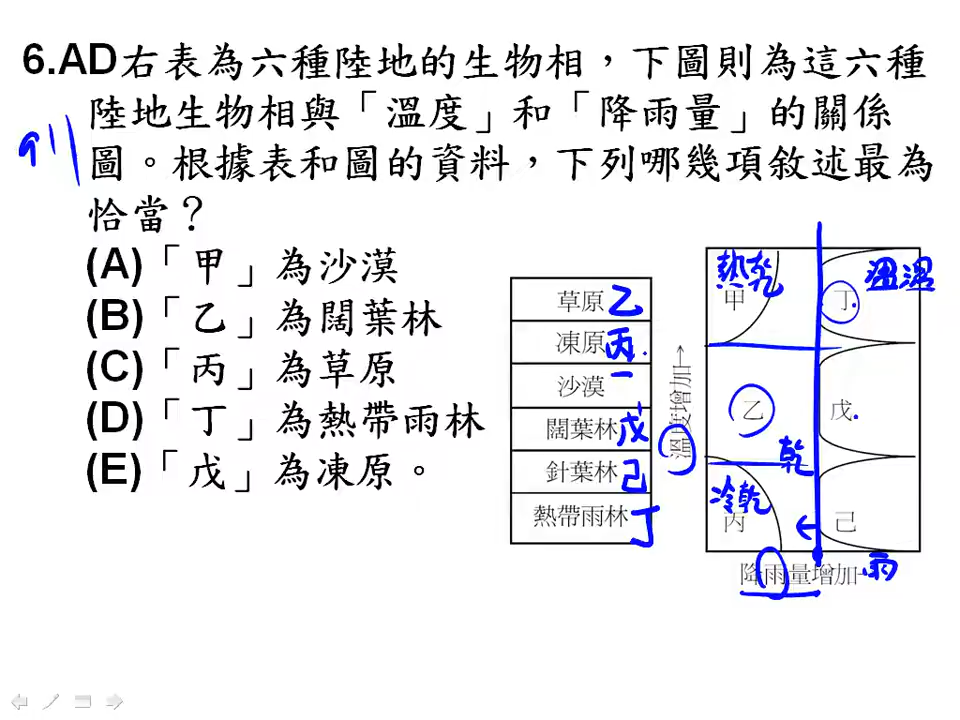 6.AD右表為六種陸地的生物相，下圖則為這六種
陸地生物相與「溫度」和「降雨量」的關係
圖。根據表和圖的資料，下列哪幾項敘述最為
恰當？
(A)「甲」為沙漠
(B)「乙」為闊葉林
(C)「丙」為草原
(D)「丁」為熱帶雨林
(E)「戊」為凍原。
草原 乙
凍原 丙
沙漠
闊葉林 戊
針葉林 己
熱帶雨林 丁
溫度增加→
熱乾
甲
丁
乙
戊
乾
冷乾
丙
己
降雨量增加
雨